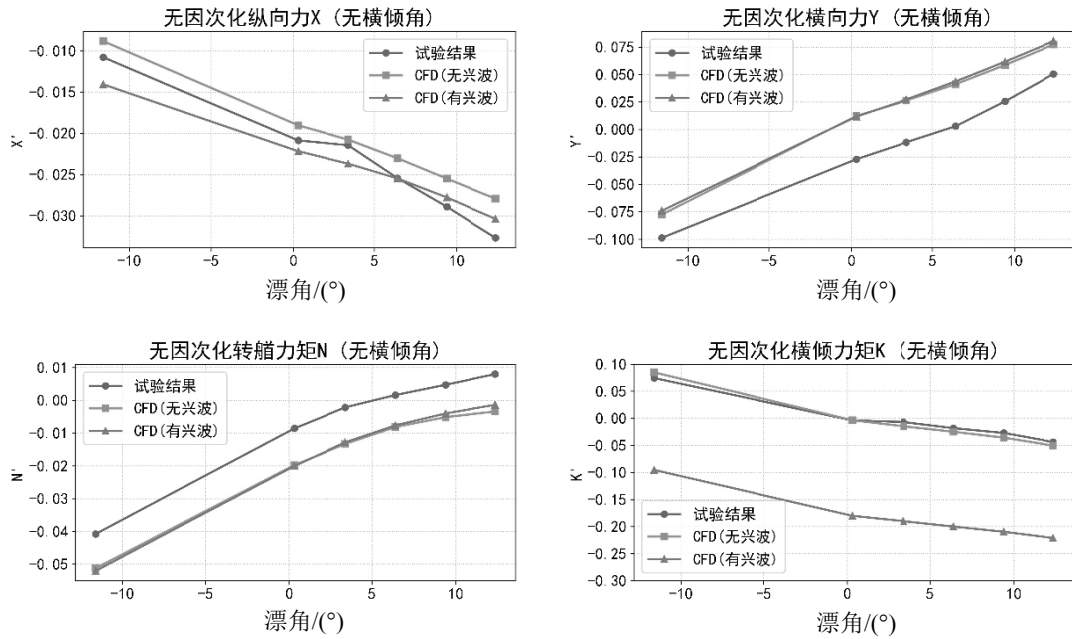 无因次化纵向力X (无横倾角)
-0.010
-0.015
-0.020
-0.025
-0.030
X'
试验结果
CFD(无兴波)
CFD(有兴波)
-10 -5 0 5 10
漂角/(°)
无因次化横向力Y (无横倾角)
0.075
0.050
0.025
0.000
-0.025
-0.050
-0.075
-0.100
Y'
试验结果
CFD(无兴波)
CFD(有兴波)
-10 -5 0 5 10
漂角/(°)
无因次化转艏力矩N (无横倾角)
0.01
0.00
-0.01
-0.02
-0.03
-0.04
-0.05
N'
试验结果
CFD(无兴波)
CFD(有兴波)
-10 -5 0 5 10
漂角/(°)
无因次化横倾力矩K (无横倾角)
0.10
0.05
0.00
-0.05
-0.10
-0.15
-0.20
-0.25
-0.30
K'
试验结果
CFD(无兴波)
CFD(有兴波)
-10 -5 0 5 10
漂角/(°)